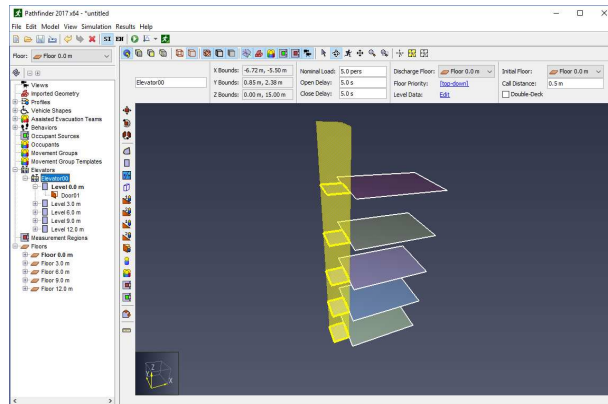 Pathfinder 2017 x64 - *untitled
File Edit Model View Simulation Results Help
SI EN
Floor: Floor 0.0 m
Views
Imported Geometry
Profiles
Vehicle Shapes
Assisted Evacuation Teams
Behaviors
Occupant Sources
Occupants
Movement Groups
Movement Group Templates
Elevators
Elevator00
Level 0.0 m
Door01
Level 3.0 m
Level 6.0 m
Level 9.0 m
Level 12.0 m
Measurement Regions
Floors
Floor 0.0 m
Floor 3.0 m
Floor 6.0 m
Floor 9.0 m
Floor 12.0 m
Elevator00
X Bounds: -6.72 m, -5.50 m
Y Bounds: 0.85 m, 2.38 m
Z Bounds: 0.00 m, 15.00 m
Nominal Load: 5.0 pers
Open Delay: 5.0 s
Close Delay: 5.0 s
Discharge Floor: Floor 0.0 m
Floor Priority: [top-down]
Level Data: Edit
Initial Floor: Floor 0.0 m
Call Distance: 0.5 m
Double-Deck
Z
Y
X